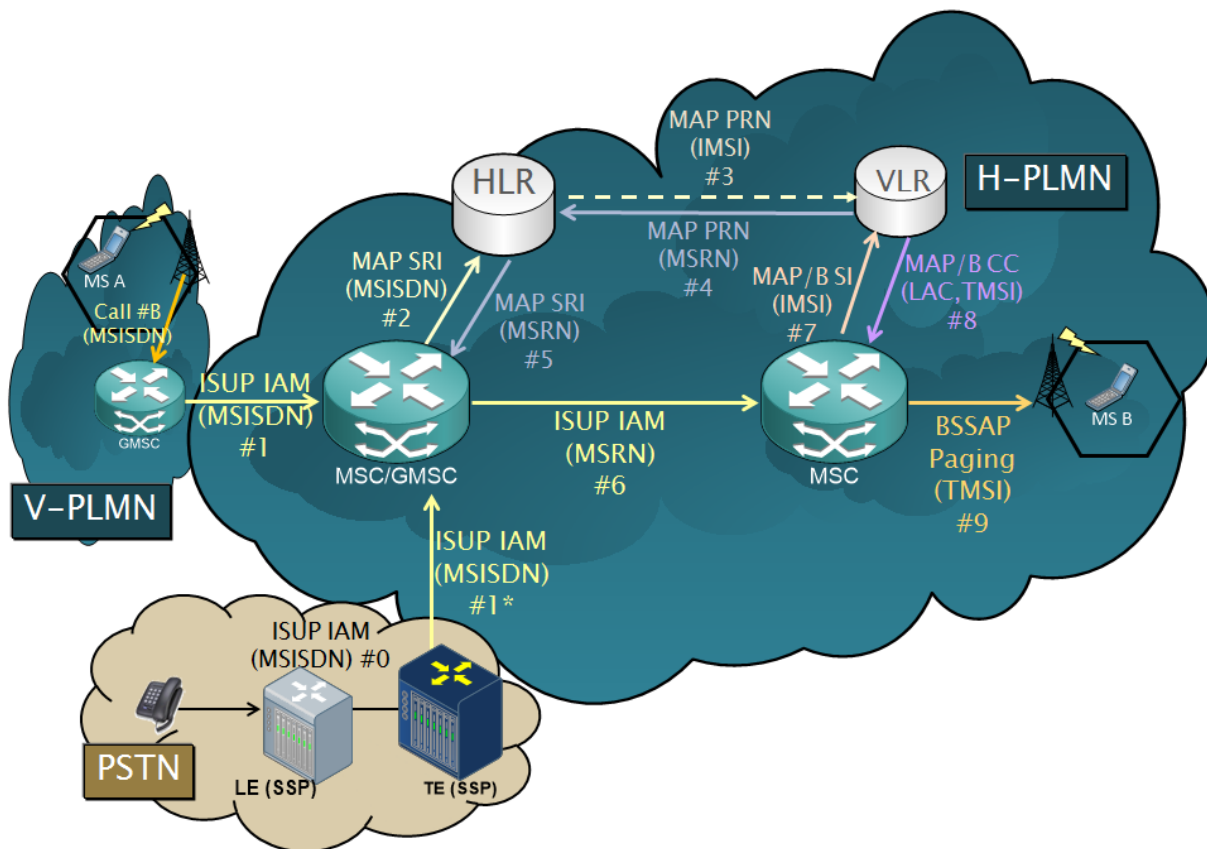 MAP PRN
(IMSI)
#3
HLR
VLR
H-PLMN
MAP PRN
(MSRN)
#4
MAP SRI
(MSISDN)
#2
MAP SRI
(MSRN)
#5
MAP/B SI
(IMSI)
#7
MAP/B CC
(LAC,TMSI)
#8
MS A
Call #B
(MSISDN)
GMSC
V-PLMN
ISUP IAM
(MSISDN)
#1
MSC/GMSC
ISUP IAM
(MSRN)
#6
MSC
BSSAP
Paging
(TMSI)
#9
MS B
ISUP IAM
(MSISDN)
#1*
ISUP IAM
(MSISDN) #0
PSTN
LE (SSP)
TE (SSP)